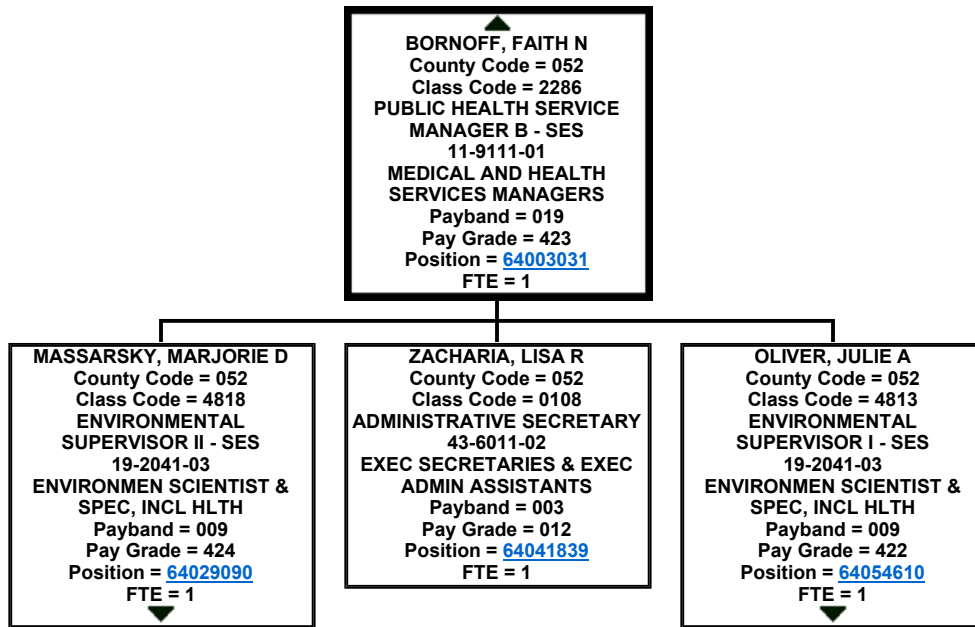 BORNOFF, FAITH N
County Code = 052
Class Code = 2286
PUBLIC HEALTH SERVICE
MANAGER B - SES
11-9111-01
MEDICAL AND HEALTH
SERVICES MANAGERS
Payband = 019
Pay Grade = 423
Position = 64003031
FTE = 1
MASSARSKY, MARJORIE D
County Code = 052
Class Code = 4818
ENVIRONMENTAL
SUPERVISOR II - SES
19-2041-03
ENVIRONMEN SCIENTIST &
SPEC, INCL HLTH
Payband = 009
Pay Grade = 424
Position = 64029090
FTE = 1
ZACHARIA, LISA R
County Code = 052
Class Code = 0108
ADMINISTRATIVE SECRETARY
43-6011-02
EXEC SECRETARIES & EXEC
ADMIN ASSISTANTS
Payband = 003
Pay Grade = 012
Position = 64041839
FTE = 1
OLIVER, JULIE A
County Code = 052
Class Code = 4813
ENVIRONMENTAL
SUPERVISOR I - SES
19-2041-03
ENVIRONMEN SCIENTIST &
SPEC, INCL HLTH
Payband = 009
Pay Grade = 422
Position = 64054610
FTE = 1